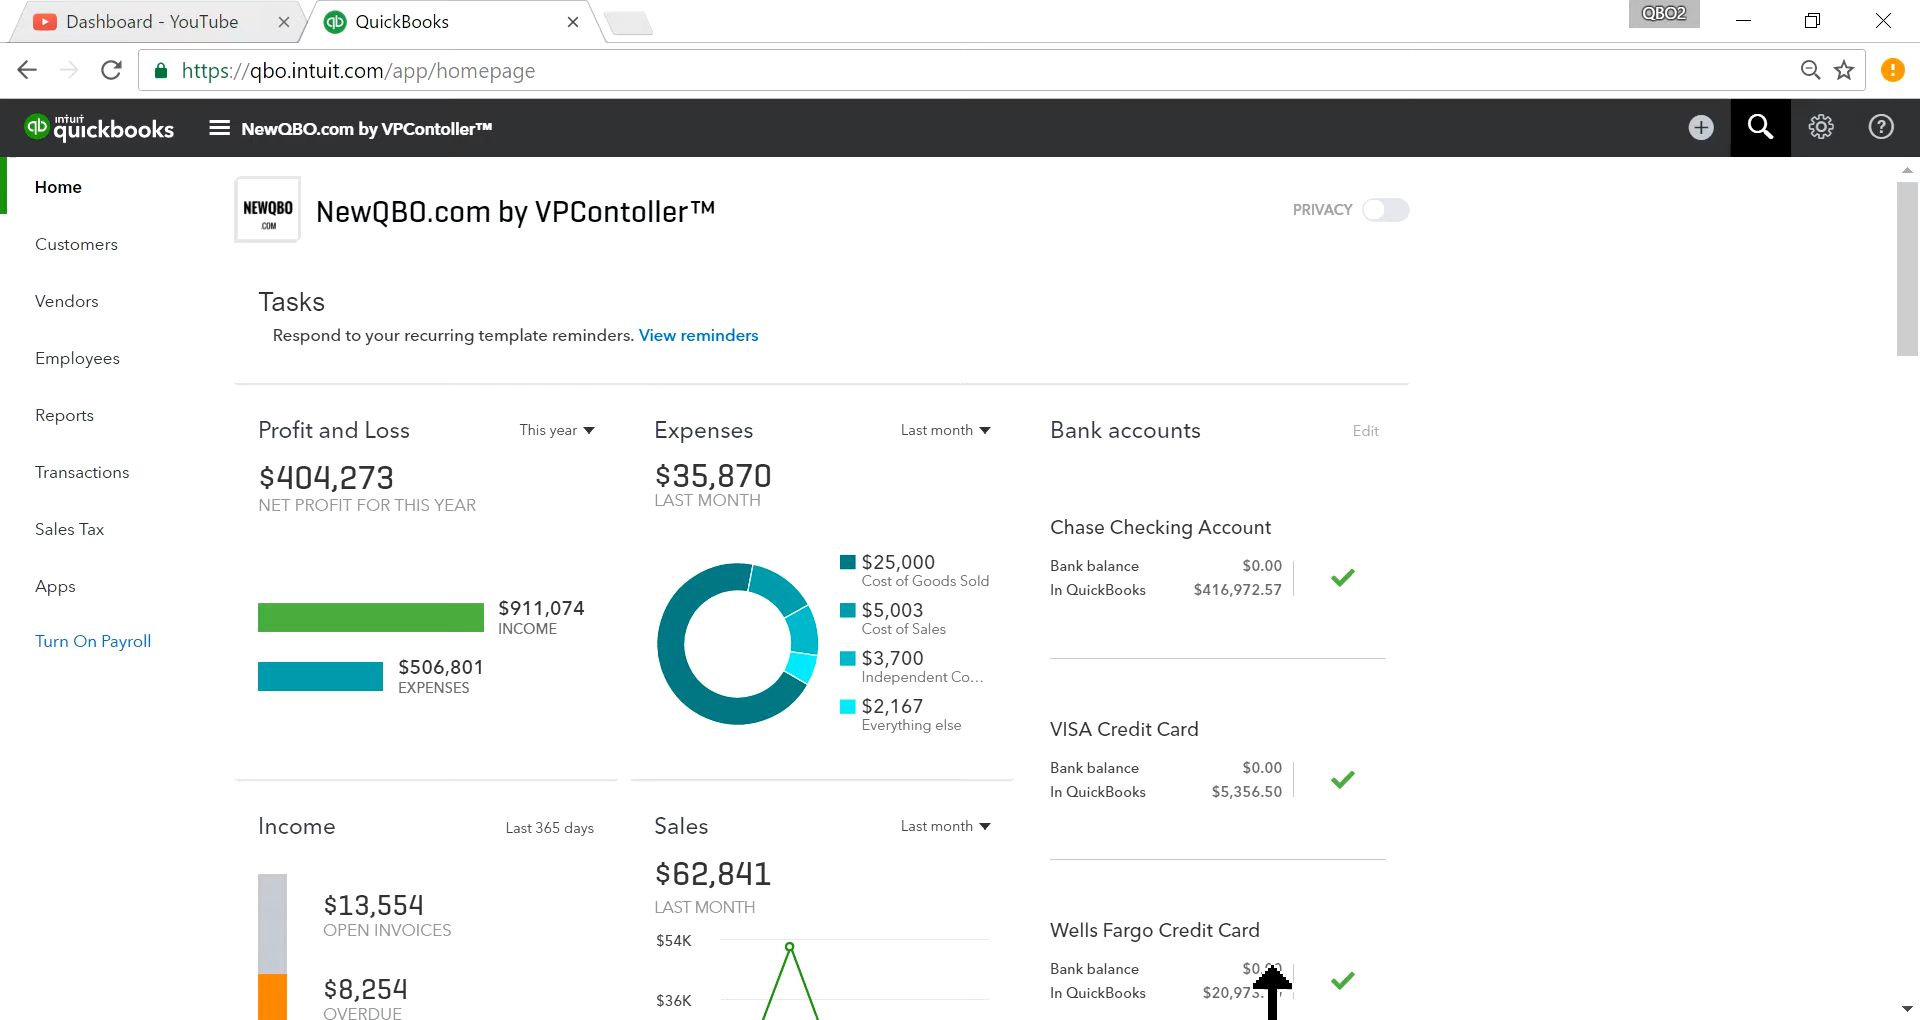 Dashboard - YouTube
QuickBooks
QBO2
https://qbo.intuit.com/app/homepage
qb intuit quickbooks
NewQBO.com by VPContoller™
Home
Customers
Vendors
Employees
Reports
Transactions
Sales Tax
Apps
Turn On Payroll
NEWQBO
.COM
NewQBO.com by VPContoller™
PRIVACY
Tasks
Respond to your recurring template reminders. View reminders
Profit and Loss
This year
$404,273
NET PROFIT FOR THIS YEAR
$911,074
INCOME
$506,801
EXPENSES
Expenses
Last month
$35,870
LAST MONTH
$25,000
Cost of Goods Sold
$5,003
Cost of Sales
$3,700
Independent Co...
$2,167
Everything else
Bank accounts
Edit
Chase Checking Account
Bank balance $0.00
In QuickBooks $416,972.57
VISA Credit Card
Bank balance $0.00
In QuickBooks $5,356.50
Wells Fargo Credit Card
Bank balance
In QuickBooks
Income
Last 365 days
$13,554
OPEN INVOICES
$8,254
OVERDUE
Sales
Last month
$62,841
LAST MONTH
$54K
$36K